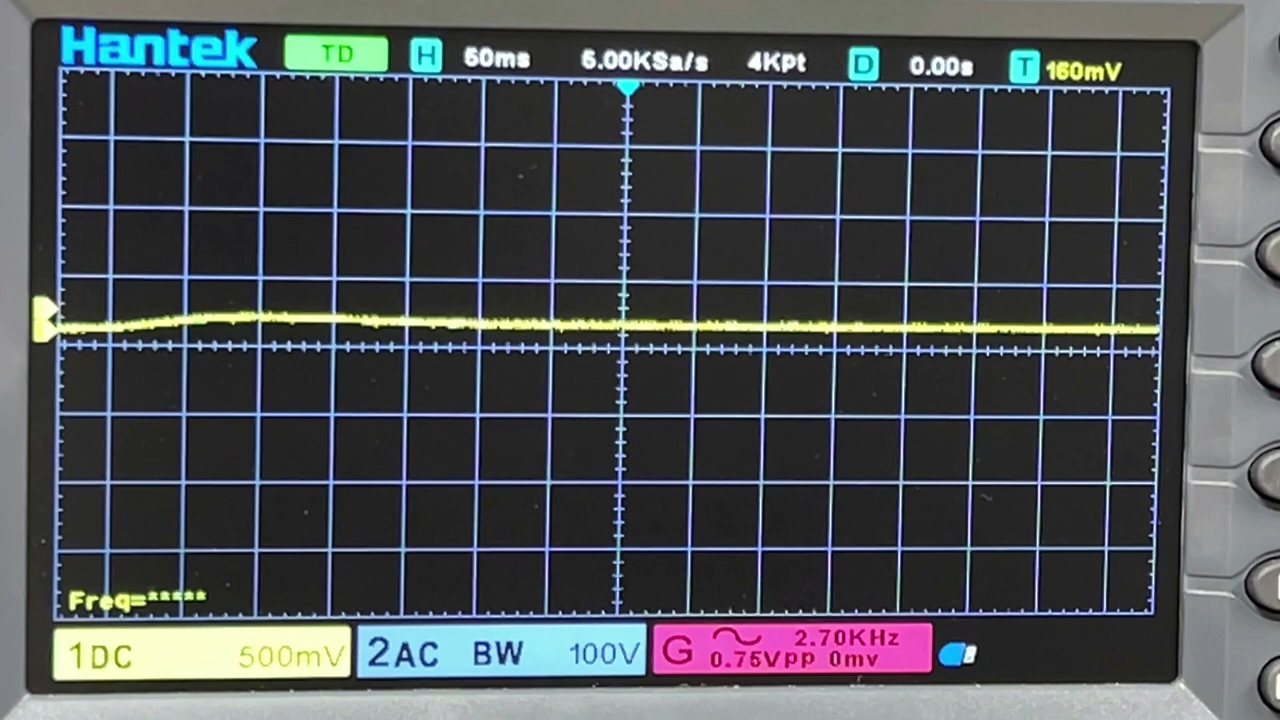 Hantek TD H 50ms 5.00KSa/s 4KPt D 0.00s T 160mV
Freq=*****
1DC 500mV 2AC BW 100V G 2.70KHz
0.75Vpp 0mv